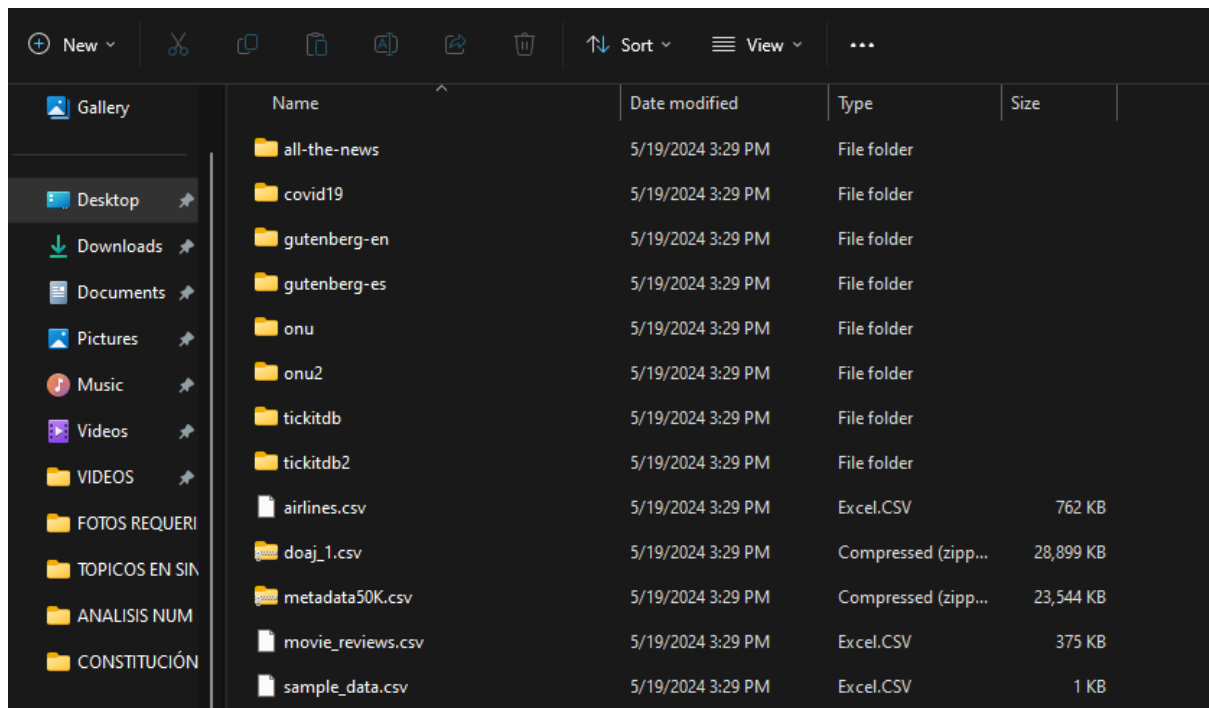 New Sort View
Gallery
Desktop
Downloads
Documents
Pictures
Music
Videos
VIDEOS
FOTOS REQUERI
TOPICOS EN SIN
ANALISIS NUM
CONSTITUCIÓN
Name Date modified Type Size
all-the-news 5/19/2024 3:29 PM File folder
covid19 5/19/2024 3:29 PM File folder
gutenberg-en 5/19/2024 3:29 PM File folder
gutenberg-es 5/19/2024 3:29 PM File folder
onu 5/19/2024 3:29 PM File folder
onu2 5/19/2024 3:29 PM File folder
tickitdb 5/19/2024 3:29 PM File folder
tickitdb2 5/19/2024 3:29 PM File folder
airlines.csv 5/19/2024 3:29 PM Excel.CSV 762 KB
doaj_1.csv 5/19/2024 3:29 PM Compressed (zipp... 28,899 KB
metadata50K.csv 5/19/2024 3:29 PM Compressed (zipp... 23,544 KB
movie_reviews.csv 5/19/2024 3:29 PM Excel.CSV 375 KB
sample_data.csv 5/19/2024 3:29 PM Excel.CSV 1 KB